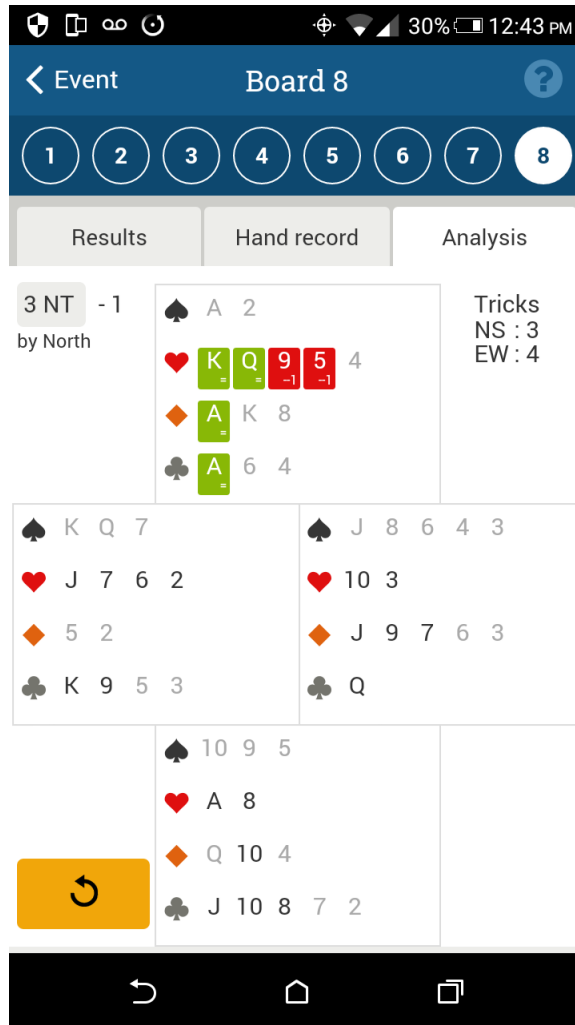 30% 12:43 PM
Event Board 8 ?
1 2 3 4 5 6 7 8
Results Hand record Analysis
3 NT - 1
by North
Tricks
NS : 3
EW : 4
♠ A 2
♥ K = Q = 9 -1 5 -1 4
♦ A = K 8
♣ A = 6 4
♠ K Q 7
♥ J 7 6 2
♦ 5 2
♣ K 9 5 3
♠ J 8 6 4 3
♥ 10 3
♦ J 9 7 6 3
♣ Q
♠ 10 9 5
♥ A 8
♦ Q 10 4
♣ J 10 8 7 2